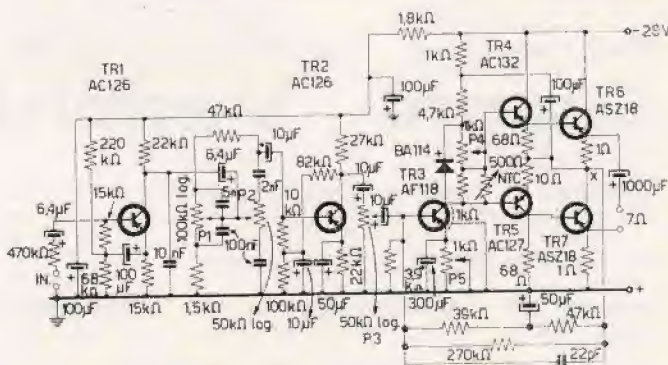 1,8kΩ
-28V
1kΩ
TR4
AC132
TR1
AC126
TR2
AC126
100µF
100µF
TR6
ASZ18
47kΩ
10µF
4,7kΩ
220
kΩ
22kΩ
6,4µF
27kΩ
1kΩ
P4
68Ω
1Ω
BA114
82kΩ
10µF
500Ω
NTC
10Ω
X
1000µF
15kΩ
5nF
P2
2nF
TR3
AF118
10µF
100kΩ log.
10
kΩ
7Ω
6,4µF
P1
1kΩ
TR5
AC127
TR7
ASZ18
470kΩ
100nF
1kΩ
IN.
68
kΩ
100
µF
10nF
22kΩ
3,9
kΩ
P5
68
Ω
1Ω
+
100µF
15kΩ
1,5kΩ
100kΩ
50µF
300µF
50µF
50kΩ log.
10µF
50kΩ log.
P3
39kΩ
47kΩ
270kΩ
22pF